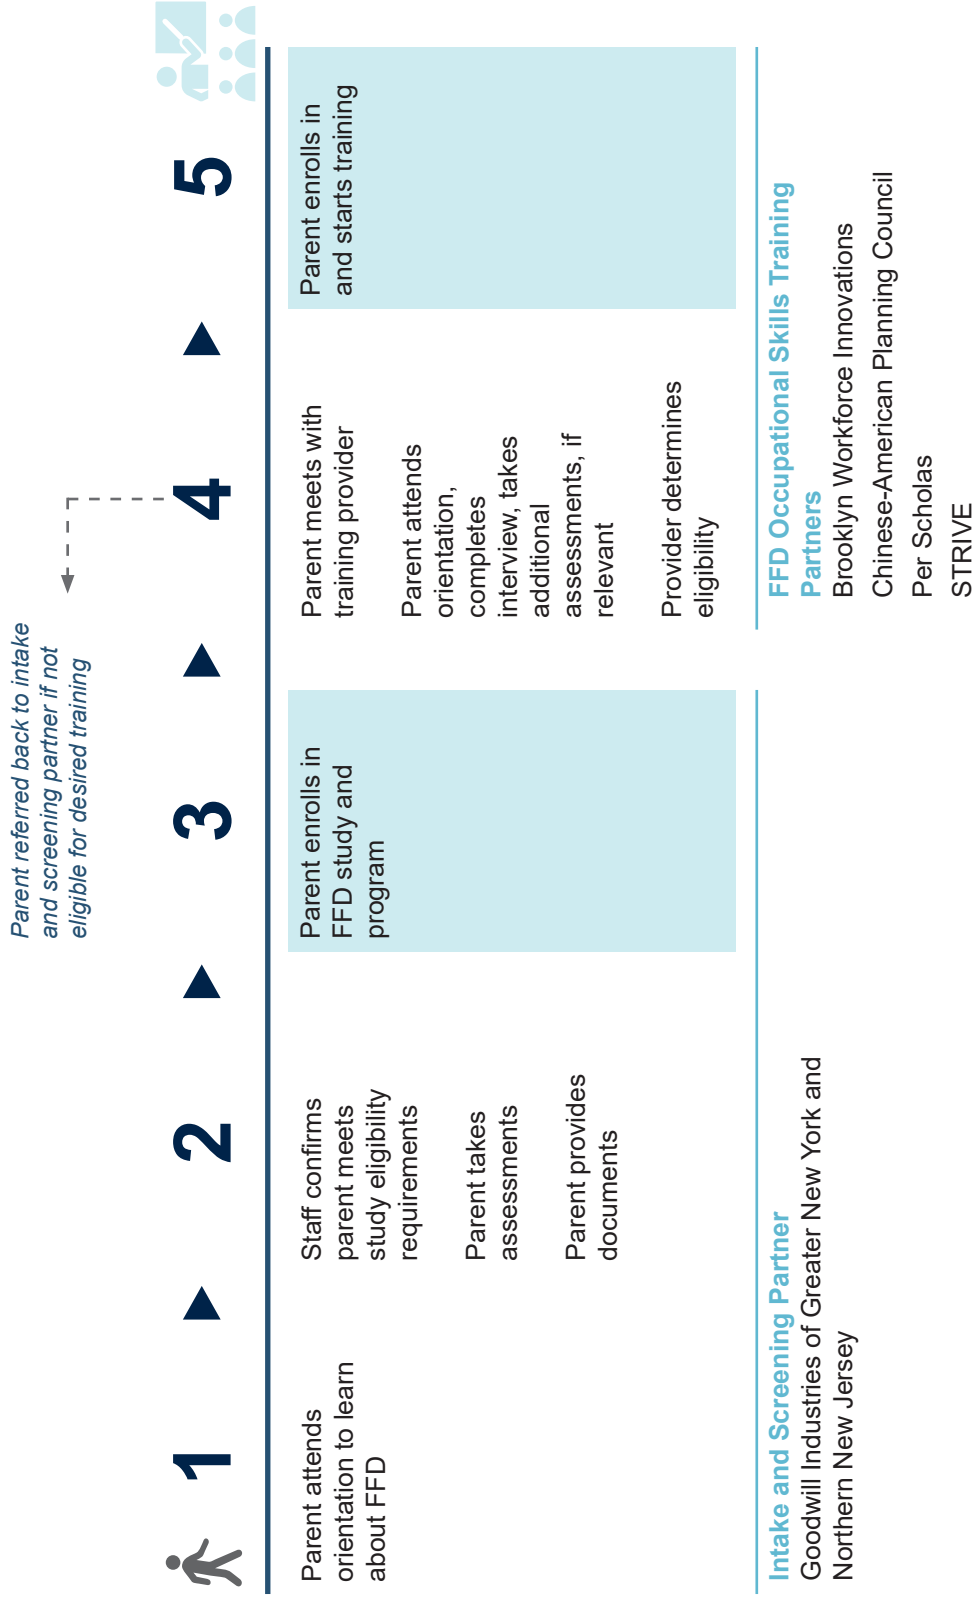 Parent referred back to intake
and screening partner if not
eligible for desired training
1
2
3
4
5
Parent attends
orientation to learn
about FFD
Staff confirms
parent meets
study eligibility
requirements
Parent takes
assessments
Parent provides
documents
Parent enrolls in
FFD study and
program
Parent meets with
training provider
Parent attends
orientation,
completes
interview, takes
additional
assessments, if
relevant
Provider determines
eligibility
Parent enrolls in
and starts training
Intake and Screening Partner
Goodwill Industries of Greater New York and
Northern New Jersey
FFD Occupational Skills Training
Partners
Brooklyn Workforce Innovations
Chinese-American Planning Council
Per Scholas
STRIVE